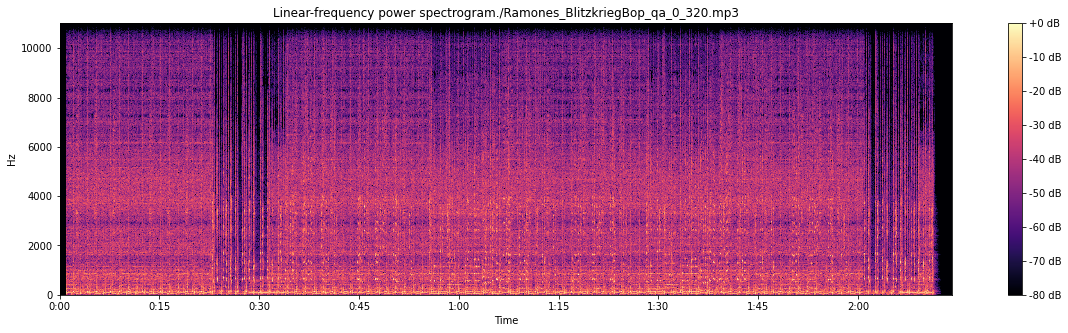 Linear-frequency power spectrogram./Ramones_BlitzkriegBop_qa_0_320.mp3
10000
8000
6000
4000
2000
0
Hz
0:00 0:15 0:30 0:45 1:00 1:15 1:30 1:45 2:00
Time
+0 dB
-10 dB
-20 dB
-30 dB
-40 dB
-50 dB
-60 dB
-70 dB
-80 dB